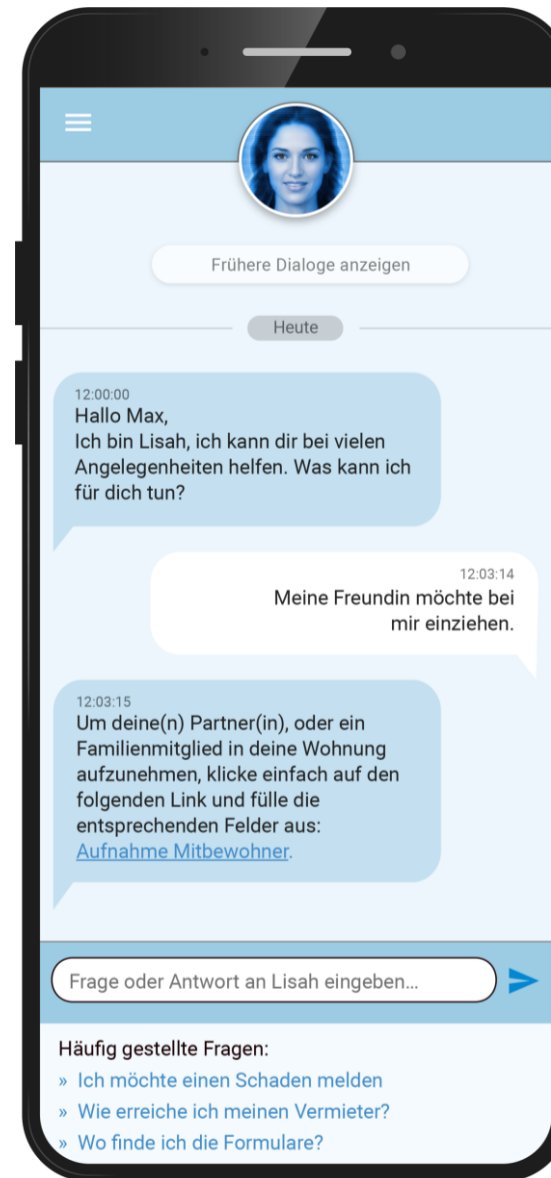 Frühere Dialoge anzeigen
Heute
12:00:00
Hallo Max,
Ich bin Lisah, ich kann dir bei vielen
Angelegenheiten helfen. Was kann ich
für dich tun?
12:03:14
Meine Freundin möchte bei
mir einziehen.
12:03:15
Um deine(n) Partner(in), oder ein
Familienmitglied in deine Wohnung
aufzunehmen, klicke einfach auf den
folgenden Link und fülle die
entsprechenden Felder aus:
Aufnahme Mitbewohner.
Frage oder Antwort an Lisah eingeben...
Häufig gestellte Fragen:
» Ich möchte einen Schaden melden
» Wie erreiche ich meinen Vermieter?
» Wo finde ich die Formulare?